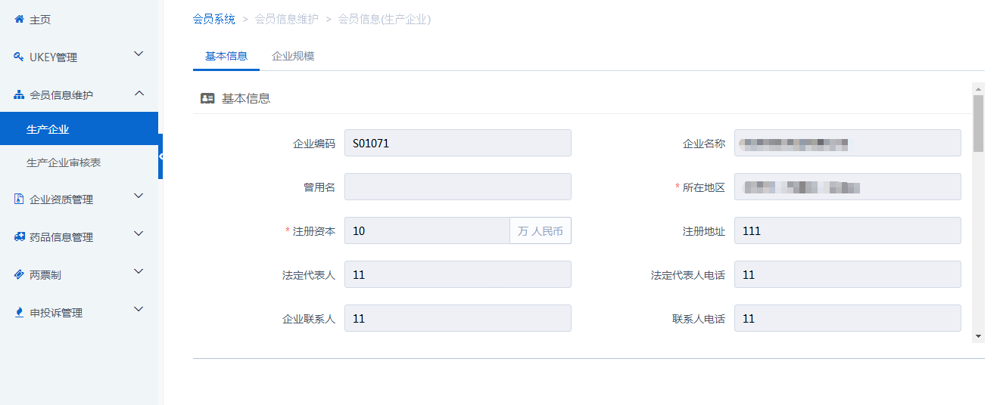 主页
UKEY管理
会员信息维护
生产企业
生产企业审核表
企业资质管理
药品信息管理
两票制
申投诉管理
会员系统 > 会员信息维护 > 会员信息(生产企业)
基本信息 企业规模
基本信息
企业编码 S01071 企业名称
曾用名 * 所在地区
* 注册资本 10 万 人民币 注册地址 111
法定代表人 11 法定代表人电话 11
企业联系人 11 联系人电话 11